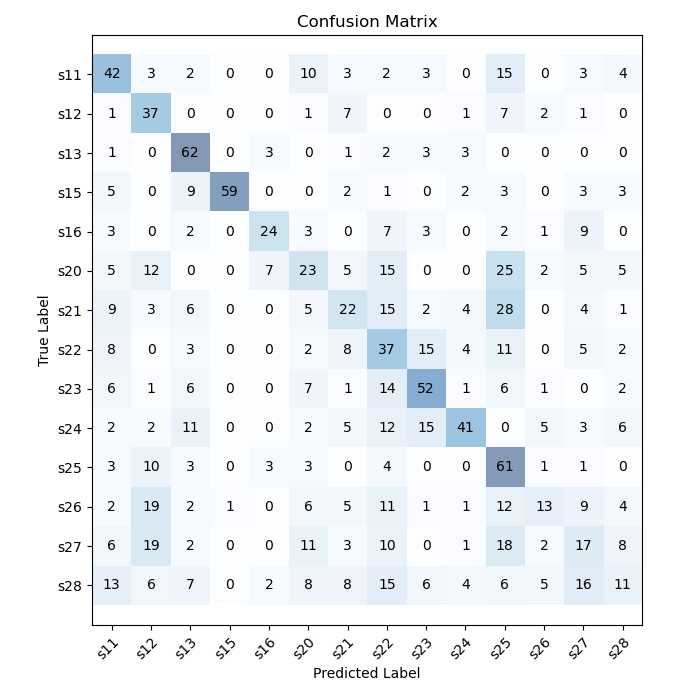 Confusion Matrix
s11 42 3 2 0 0 10 3 2 3 0 15 0 3 4
s12 1 37 0 0 0 1 7 0 0 1 7 2 1 0
s13 1 0 62 0 3 0 1 2 3 3 0 0 0 0
s15 5 0 9 59 0 0 2 1 0 2 3 0 3 3
s16 3 0 2 0 24 3 0 7 3 0 2 1 9 0
s20 5 12 0 0 7 23 5 15 0 0 25 2 5 5
s21 9 3 6 0 0 5 22 15 2 4 28 0 4 1
s22 8 0 3 0 0 2 8 37 15 4 11 0 5 2
s23 6 1 6 0 0 7 1 14 52 1 6 1 0 2
s24 2 2 11 0 0 2 5 12 15 41 0 5 3 6
s25 3 10 3 0 3 3 0 4 0 0 61 1 1 0
s26 2 19 2 1 0 6 5 11 1 1 12 13 9 4
s27 6 19 2 0 0 11 3 10 0 1 18 2 17 8
s28 13 6 7 0 2 8 8 15 6 4 6 5 16 11
s11 s12 s13 s15 s16 s20 s21 s22 s23 s24 s25 s26 s27 s28
Predicted Label
True Label